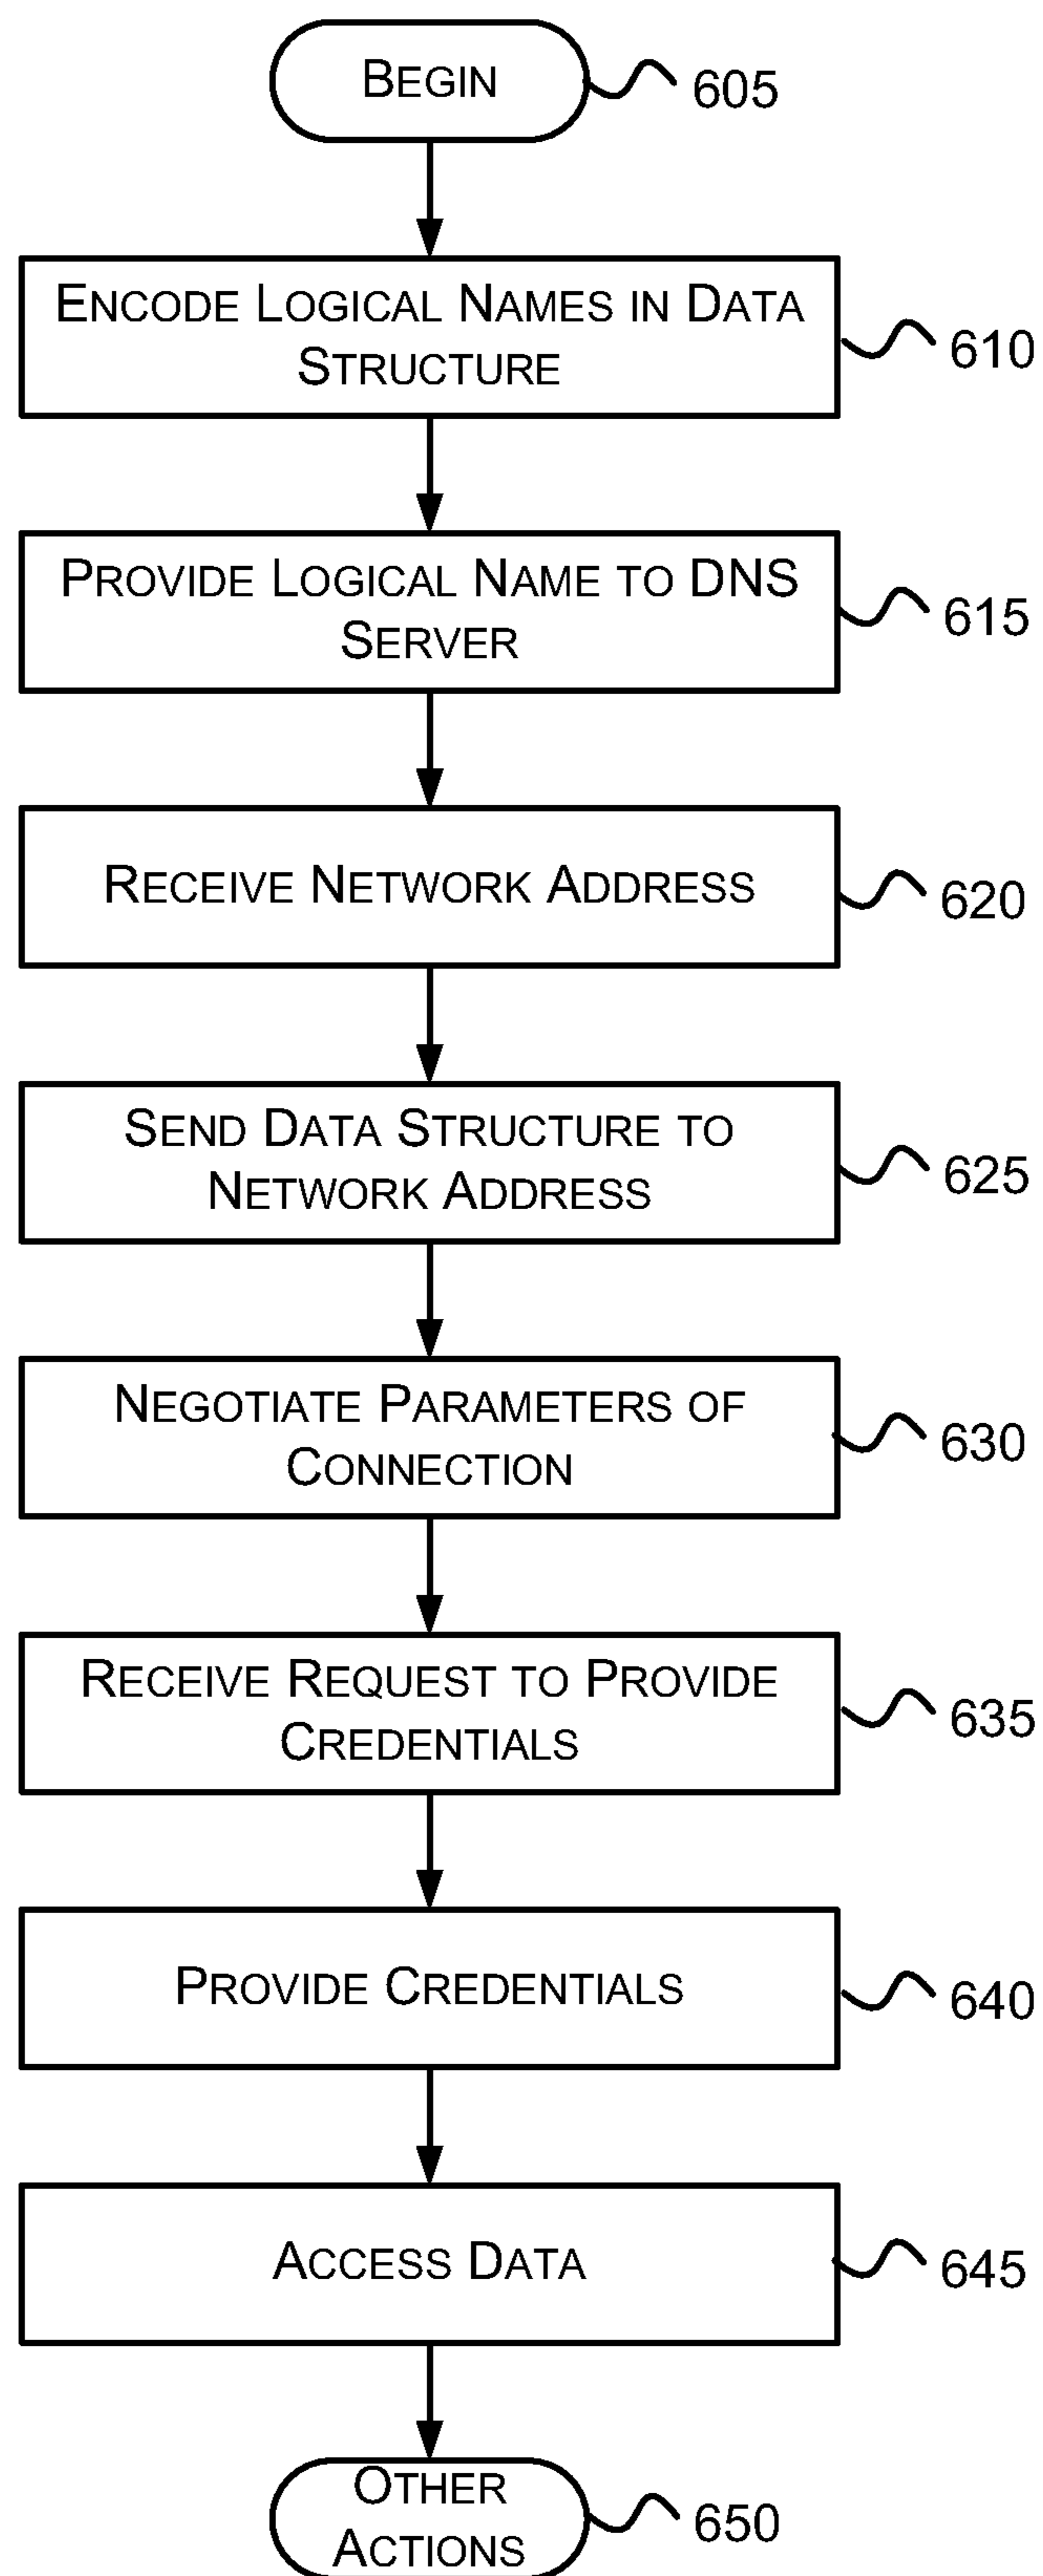 BEGIN
605
ENCODE LOGICAL NAMES IN DATA
STRUCTURE
610
PROVIDE LOGICAL NAME TO DNS
SERVER
615
RECEIVE NETWORK ADDRESS
620
SEND DATA STRUCTURE TO
NETWORK ADDRESS
625
NEGOTIATE PARAMETERS OF
CONNECTION
630
RECEIVE REQUEST TO PROVIDE
CREDENTIALS
635
PROVIDE CREDENTIALS
640
ACCESS DATA
645
OTHER
ACTIONS
650